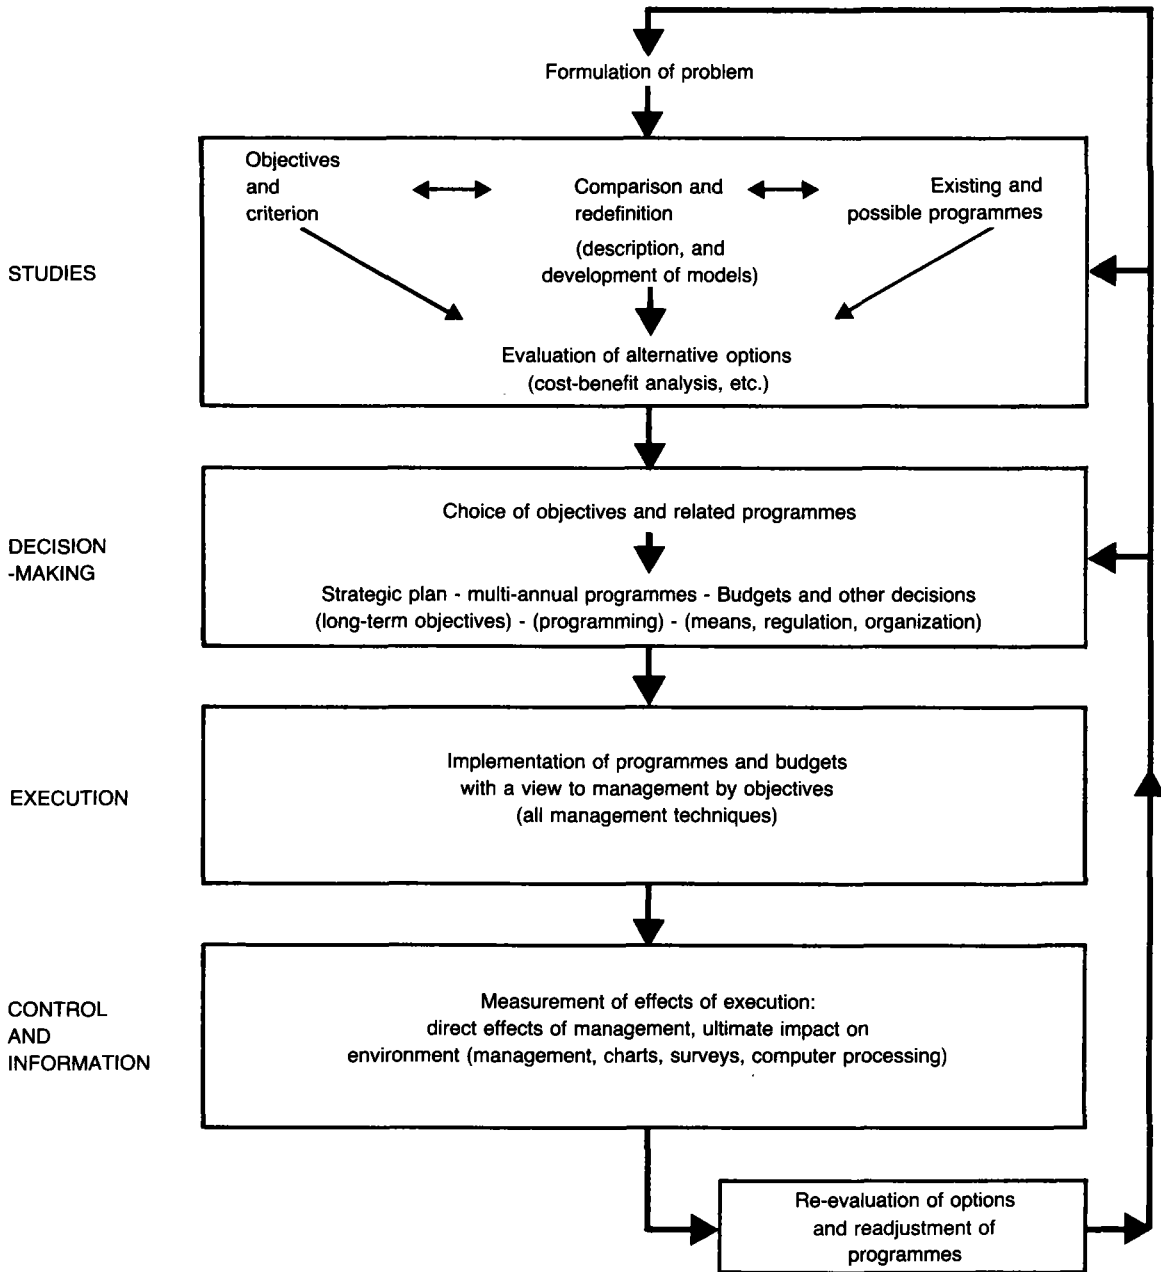 Formulation of problem
STUDIES
Objectives
and
criterion
Comparison and
redefinition
(description, and
development of models)
Existing and
possible programmes
Evaluation of alternative options
(cost-benefit analysis, etc.)
DECISION
-MAKING
Choice of objectives and related programmes
Strategic plan - multi-annual programmes - Budgets and other decisions
(long-term objectives) - (programming) - (means, regulation, organization)
EXECUTION
Implementation of programmes and budgets
with a view to management by objectives
(all management techniques)
CONTROL
AND
INFORMATION
Measurement of effects of execution:
direct effects of management, ultimate impact on
environment (management, charts, surveys, computer processing)
Re-evaluation of options
and readjustment of
programmes